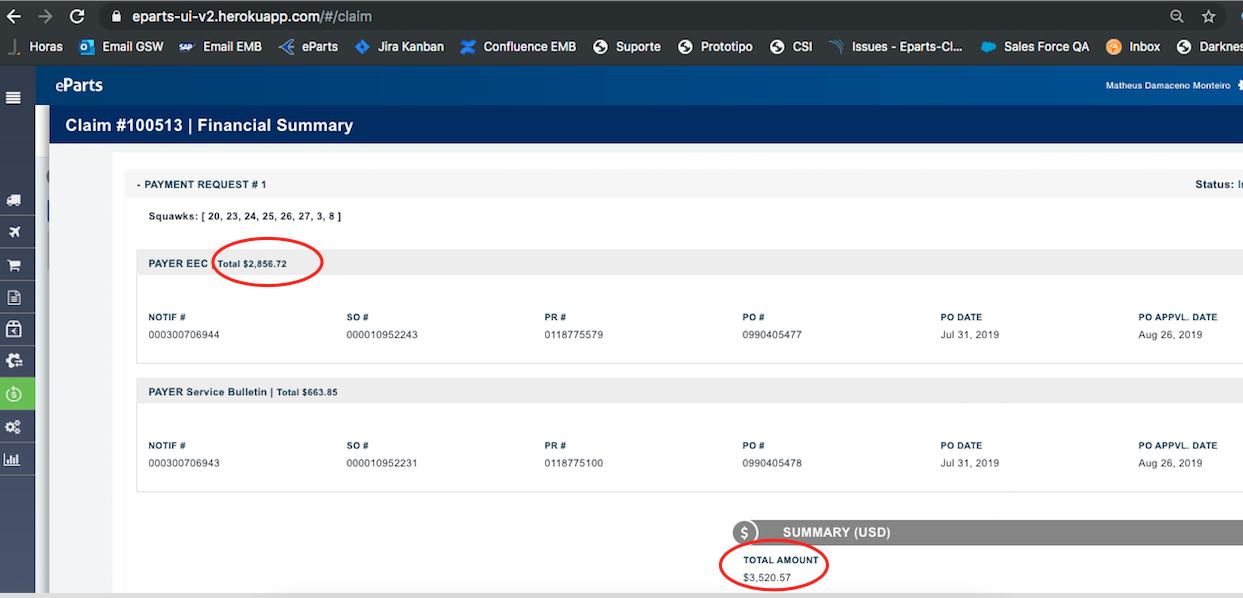 eparts-ui-v2.herokuapp.com/#/claim
Horas Email GSW SAP Email EMB eParts Jira Kanban Confluence EMB Suporte Prototipo CSI Issues - Eparts-Cl... Sales Force QA Inbox Darknes
eParts
Matheus Damaceno Monteiro
Claim #100513 | Financial Summary
- PAYMENT REQUEST # 1
Status:
Squawks: [ 20, 23, 24, 25, 26, 27, 3, 8 ]
PAYER EEC | Total $2,856.72
NOTIF # SO # PR # PO # PO DATE PO APPVL. DATE
000300706944 000010952243 0118775579 0990405477 Jul 31, 2019 Aug 26, 2019
PAYER Service Bulletin | Total $663.85
NOTIF # SO # PR # PO # PO DATE PO APPVL. DATE
000300706943 000010952231 0118775100 0990405478 Jul 31, 2019 Aug 26, 2019
$ SUMMARY (USD)
TOTAL AMOUNT
$3,520.57